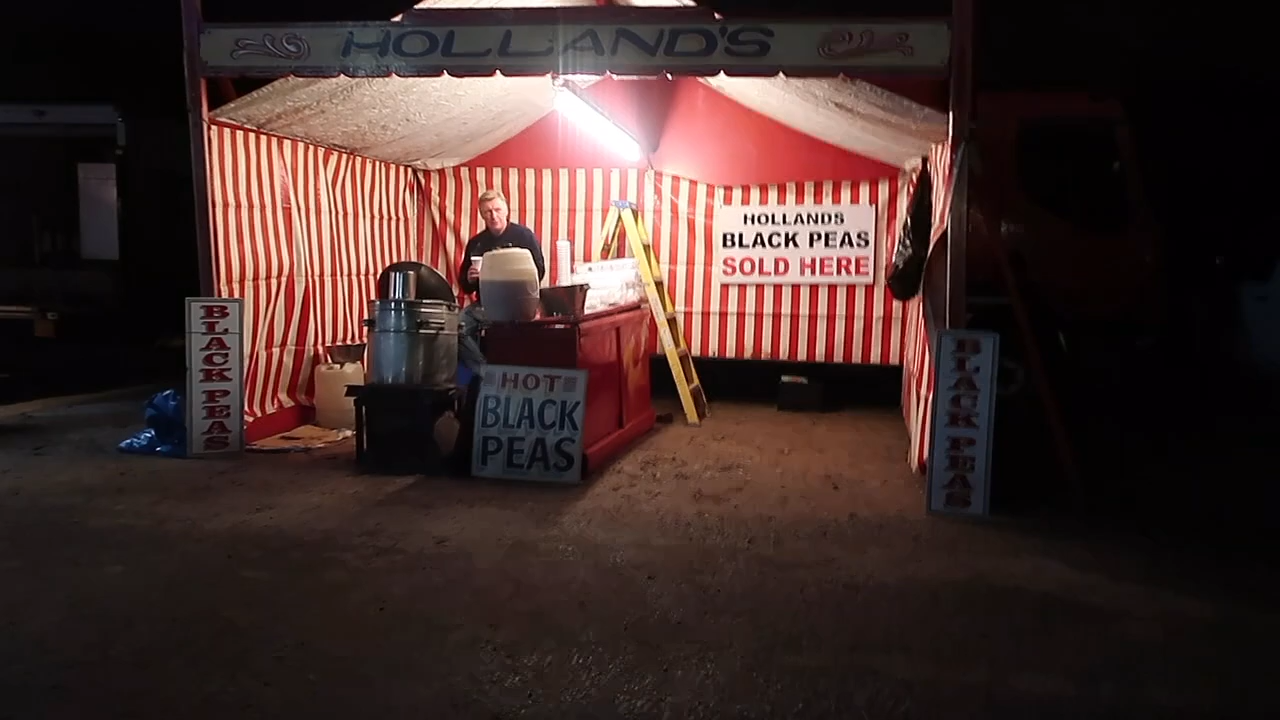 HOLLAND'S
HOLLANDS
BLACK PEAS
SOLD HERE
BLACK PEAS
HOT
BLACK
PEAS
BLACK PEAS